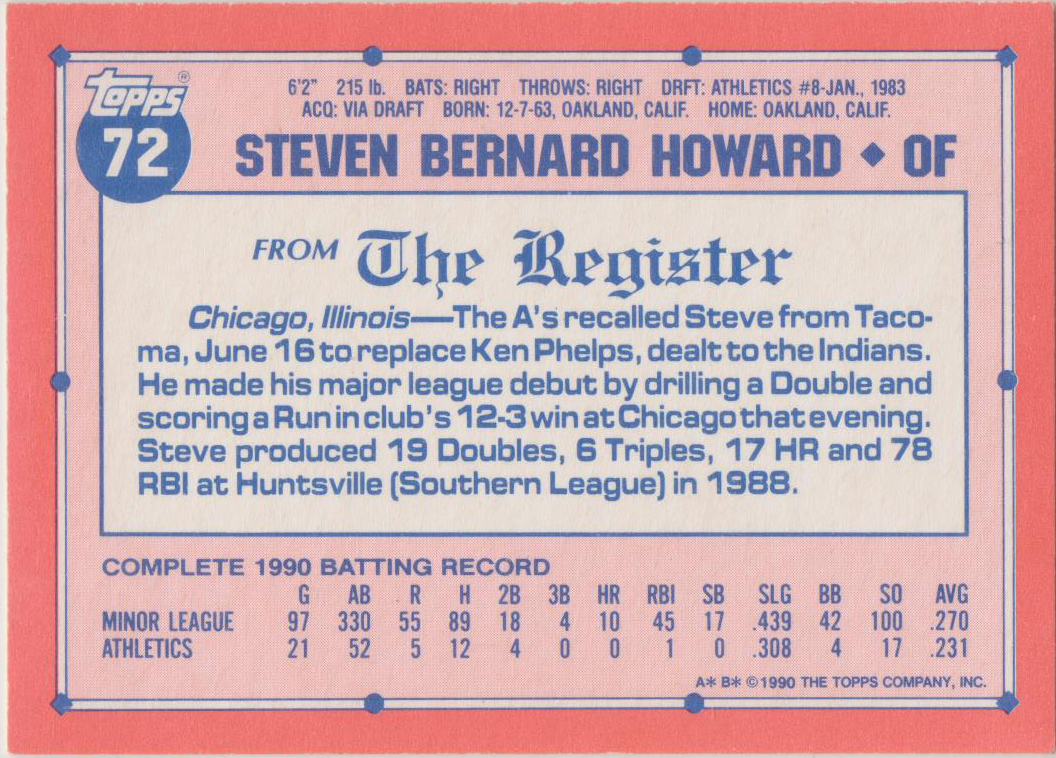 topps®
72
6'2" 215 lb. BATS: RIGHT THROWS: RIGHT DRFT: ATHLETICS #8-JAN., 1983
ACQ: VIA DRAFT BORN: 12-7-63, OAKLAND, CALIF. HOME: OAKLAND, CALIF.
STEVEN BERNARD HOWARD ◆ OF
FROM The Register
Chicago, Illinois—The A's recalled Steve from Taco-
ma, June 16 to replace Ken Phelps, dealt to the Indians.
He made his major league debut by drilling a Double and
scoring a Run in club's 12-3 win at Chicago that evening.
Steve produced 19 Doubles, 6 Triples, 17 HR and 78
RBI at Huntsville (Southern League) in 1988.
COMPLETE 1990 BATTING RECORD
G AB R H 2B 3B HR RBI SB SLG BB SO AVG
MINOR LEAGUE 97 330 55 89 18 4 10 45 17 .439 42 100 .270
ATHLETICS 21 52 5 12 4 0 0 1 0 .308 4 17 .231
A* B* ©1990 THE TOPPS COMPANY, INC.